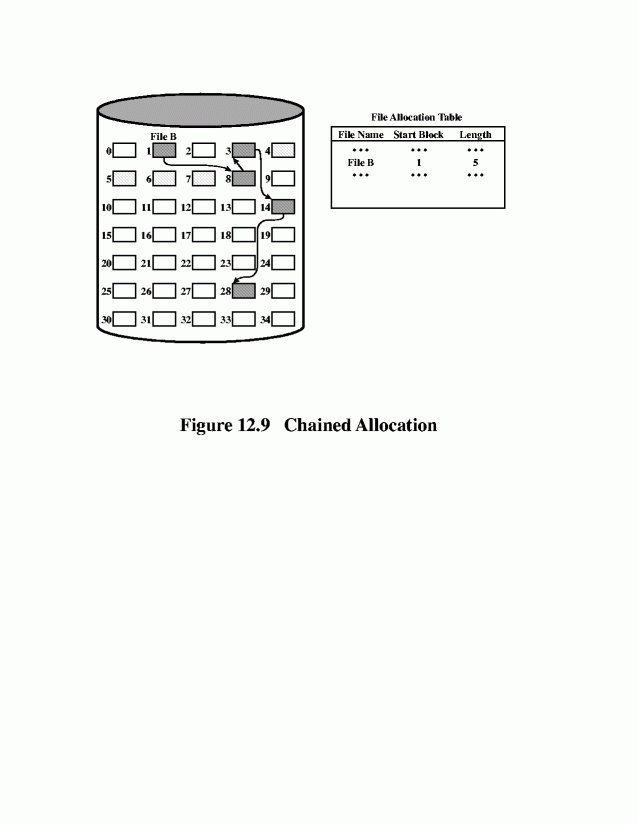 File Allocation Table
File Name Start Block Length
••• ••• •••
File B 1 5
••• ••• •••
File B
0 1 2 3 4
5 6 7 8 9
10 11 12 13 14
15 16 17 18 19
20 21 22 23 24
25 26 27 28 29
30 31 32 33 34
Figure 12.9 Chained Allocation